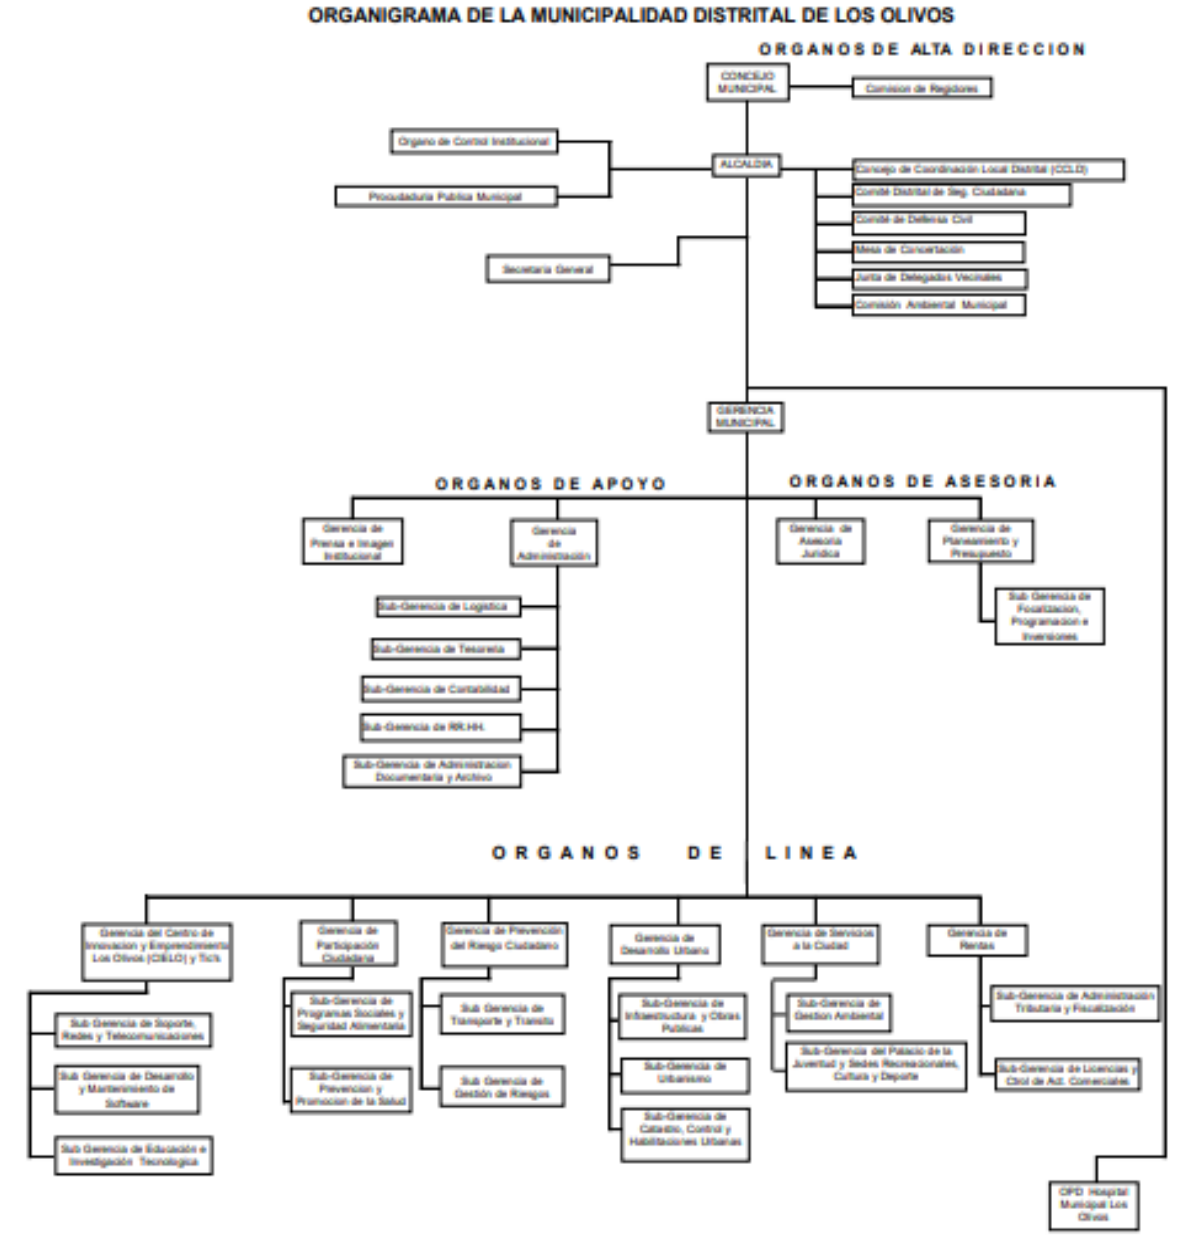 ORGANIGRAMA DE LA MUNICIPALIDAD DISTRITAL DE LOS OLIVOS
ORGANOS DE ALTA DIRECCION
CONCEJO
MUNICIPAL
Comision de Regidores
Organo de Control Institucional
ALCALDIA
Concejo de Coordinación Local Distrital (CCLD)
Procudaduria Publica Municipal
Comité Distrital de Seg. Ciudadana
Comité de Defensa Civil
Mesa de Concertación
Secretaria General
Junta de Delegados Vecinales
Comisión Ambiental Municipal
GERENCIA
MUNICIPAL
ORGANOS DE APOYO
ORGANOS DE ASESORIA
Gerencia de
Prensa e Imagen
Institucional
Gerencia
de
Administración
Gerencia de
Asesoria
Juridica
Gerencia de
Planeamiento y
Presupuesto
Sub-Gerencia de Logistica
Sub-Gerencia de Tesoreria
Sub-Gerencia de Contabilidad
Sub-Gerencia de RR.HH.
Sub-Gerencia de Administracion
Documentaria y Archivo
Sub Gerencia de
Focalizacion,
Programacion e
Inversiones
ORGANOS DE LINEA
Gerencia del Centro de
Innovacion y Emprendimiento
Los Olivos (CIELO) y Tic's
Gerencia de
Participación
Ciudadana
Gerencia de Prevención
del Riesgo Ciudadano
Gerencia de
Desarrollo Urbano
Gerencia de Servicios
a la Ciudad
Gerencia de
Rentas
Sub Gerencia de Soporte,
Redes y Telecomunicaciones
Sub Gerencia de Desarrollo
y Mantenimiento de
Software
Sub Gerencia de Educación e
Investigación Tecnologica
Sub-Gerencia de
Programas Sociales y
Seguridad Alimentaria
Sub-Gerencia de
Prevencion y
Promocion de la Salud
Sub Gerencia de
Transporte y Transito
Sub Gerencia de
Gestión de Riesgos
Sub-Gerencia de
Infraestructura y Obras
Publicas
Sub-Gerencia de
Urbanismo
Sub-Gerencia de
Catastro, Control y
Habilitaciones Urbanas
Sub-Gerencia de
Gestion Ambiental
Sub-Gerencia del Palacio de la
Juventud y Sedes Recreacionales,
Cultura y Deporte
Sub-Gerencia de Administración
Tributaria y Fiscalización
Sub-Gerencia de Licencias y
Ctrol de Act. Comerciales
OPD Hospital
Municipal Los
Olivos